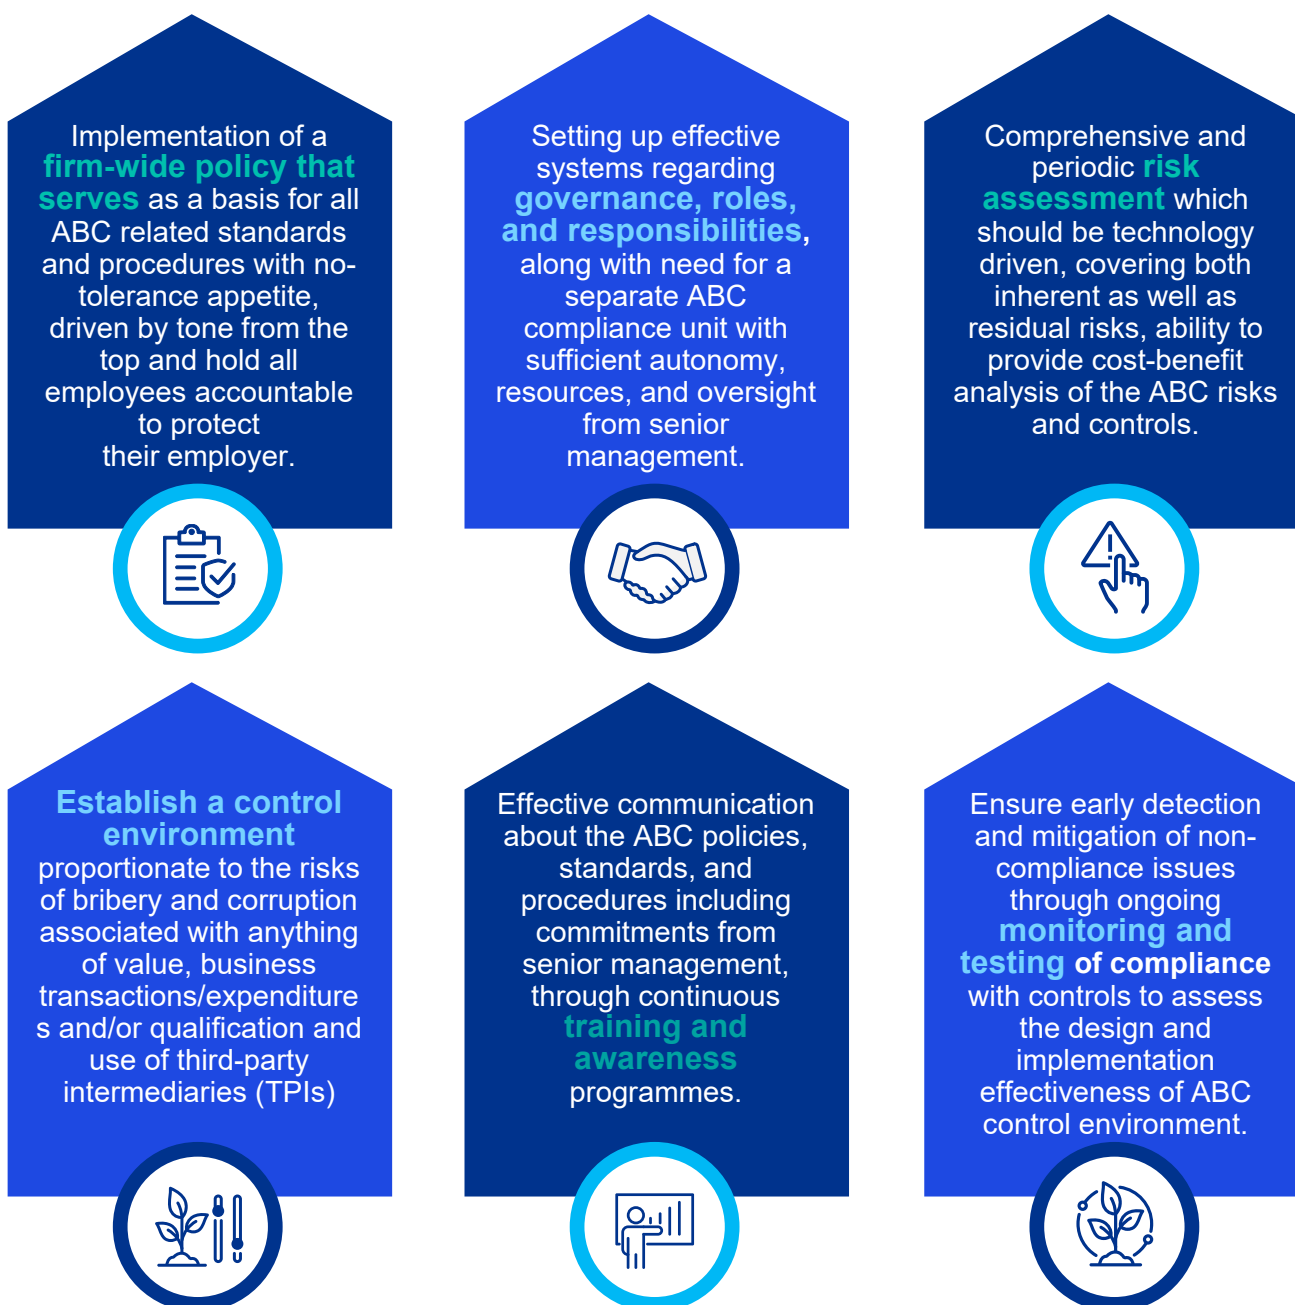 Implementation of a
firm-wide policy that
serves as a basis for all
ABC related standards
and procedures with no-
tolerance appetite,
driven by tone from the
top and hold all
employees accountable
to protect
their employer.
Setting up effective
systems regarding
governance, roles,
and responsibilities,
along with need for a
separate ABC
compliance unit with
sufficient autonomy,
resources, and oversight
from senior
management.
Comprehensive and
periodic risk
assessment which
should be technology
driven, covering both
inherent as well as
residual risks, ability to
provide cost-benefit
analysis of the ABC risks
and controls.
Establish a control
environment
proportionate to the risks
of bribery and corruption
associated with anything
of value, business
transactions/expenditure
s and/or qualification and
use of third-party
intermediaries (TPIs)
Effective communication
about the ABC policies,
standards, and
procedures including
commitments from
senior management,
through continuous
training and
awareness
programmes.
Ensure early detection
and mitigation of non-
compliance issues
through ongoing
monitoring and
testing of compliance
with controls to assess
the design and
implementation
effectiveness of ABC
control environment.